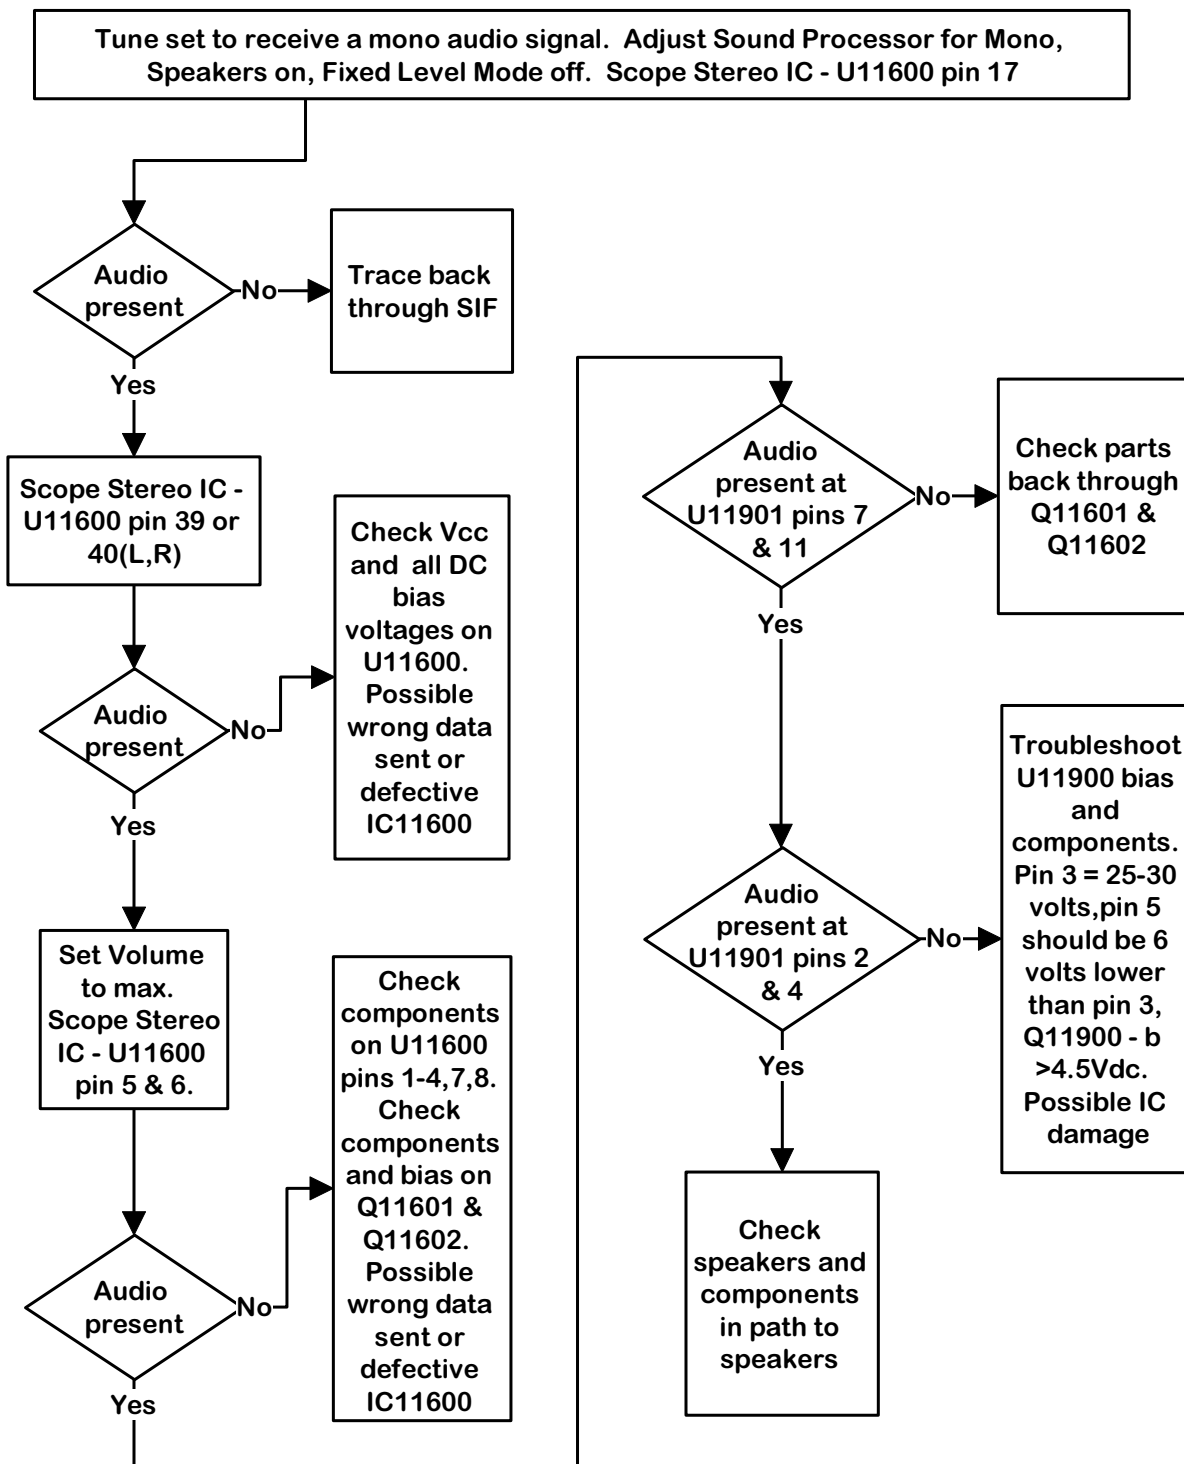 Tune set to receive a mono audio signal.  Adjust Sound Processor for Mono,
Speakers on, Fixed Level Mode off.  Scope Stereo IC - U11600 pin 17
Audio
present
No
Trace back
through SIF
Yes
Scope Stereo IC -
U11600 pin 39 or
40(L,R)
Audio
present
No
Check Vcc
and  all DC
bias
voltages on
U11600.
Possible
wrong data
sent or
defective
IC11600
Yes
Set Volume
to max.
Scope Stereo
IC - U11600
pin 5 & 6.
Audio
present
No
Check
components
on U11600
pins 1-4,7,8.
Check
components
and bias on
Q11601 &
Q11602.
Possible
wrong data
sent or
defective
IC11600
Yes
Audio
present at
U11901 pins 7
& 11
No
Check parts
back through
Q11601 &
Q11602
Yes
Audio
present at
U11901 pins 2
& 4
No
Troubleshoot
U11900 bias
and
components.
Pin 3 = 25-30
volts,pin 5
should be 6
volts lower
than pin 3,
Q11900 - b
>4.5Vdc.
Possible IC
damage
Yes
Check
speakers and
components
in path to
speakers